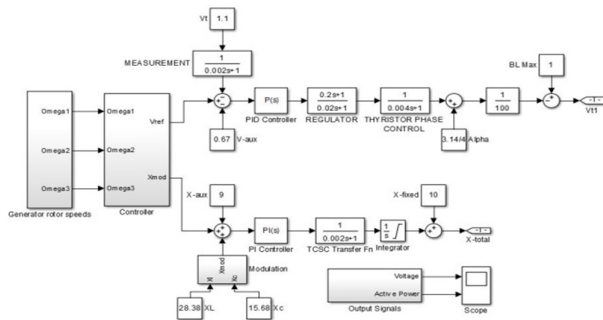 Vt
1.1
MEASUREMENT
1
0.002s+1
BL Max
1
Omega1
Omega2
Omega3
Generator rotor speeds
Omega1
Omega2
Omega3
Vref
Xmod
Controller
P(s)
PID Controller
0.2s+1
0.02s+1
REGULATOR
1
0.004s+1
THYRISTOR PHASE
CONTROL
1
100
Vt1
0.67
V-aux
3.14/4
Alpha
X-aux
9
X-fixed
10
PI(s)
PI Controller
1
0.002s+1
TCSC Transfer Fn
1
s
Integrator
X-total
Xmod
Xl
Xc
Modulation
28.38
XL
15.68
Xc
Voltage
Active Power
Output Signals
Scope